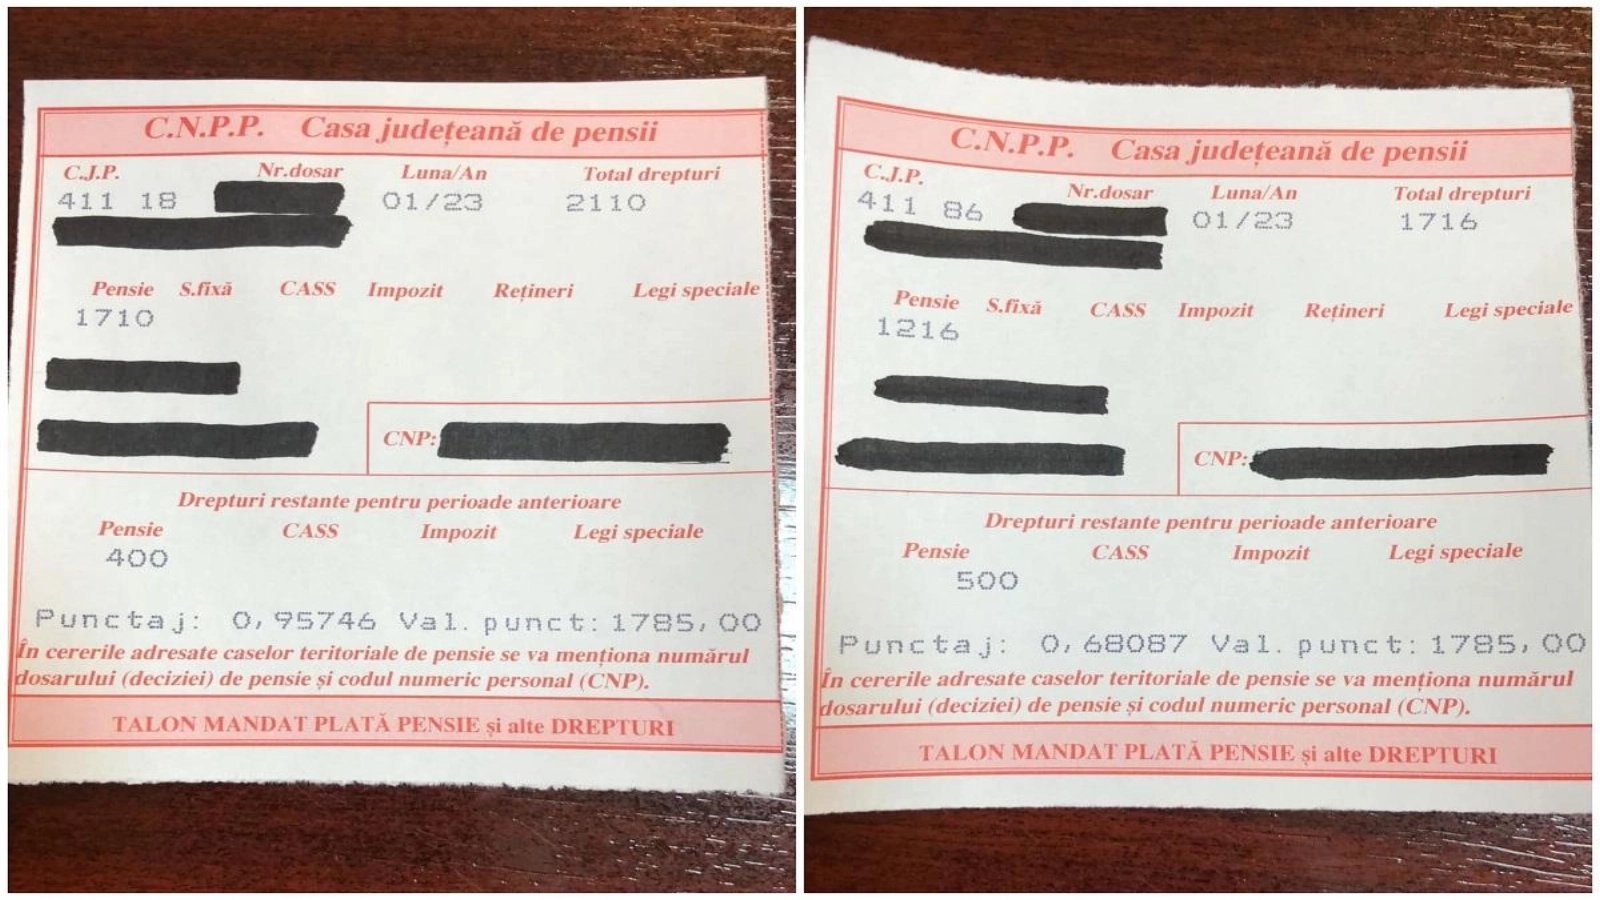 C.N.P.P. Casa județeană de pensii
C.J.P. Nr.dosar Luna/An Total drepturi
411 18 01/23 2110
Pensie S.fixă CASS Impozit Rețineri Legi speciale
1710
CNP:
Drepturi restante pentru perioade anterioare
Pensie CASS Impozit Legi speciale
400
Punctaj: 0,95746 Val. punct: 1785,00
În cererile adresate caselor teritoriale de pensie se va menționa numărul
dosarului (deciziei) de pensie și codul numeric personal (CNP).
TALON MANDAT PLATĂ PENSIE și alte DREPTURI
C.N.P.P. Casa județeană de pensii
C.J.P. Nr.dosar Luna/An Total drepturi
411 86 01/23 1716
Pensie S.fixă CASS Impozit Rețineri Legi speciale
1216
CNP:
Drepturi restante pentru perioade anterioare
Pensie CASS Impozit Legi speciale
500
Punctaj: 0,68087 Val. punct: 1785,00
În cererile adresate caselor teritoriale de pensie se va menționa numărul
dosarului (deciziei) de pensie și codul numeric personal (CNP).
TALON MANDAT PLATĂ PENSIE și alte DREPTURI